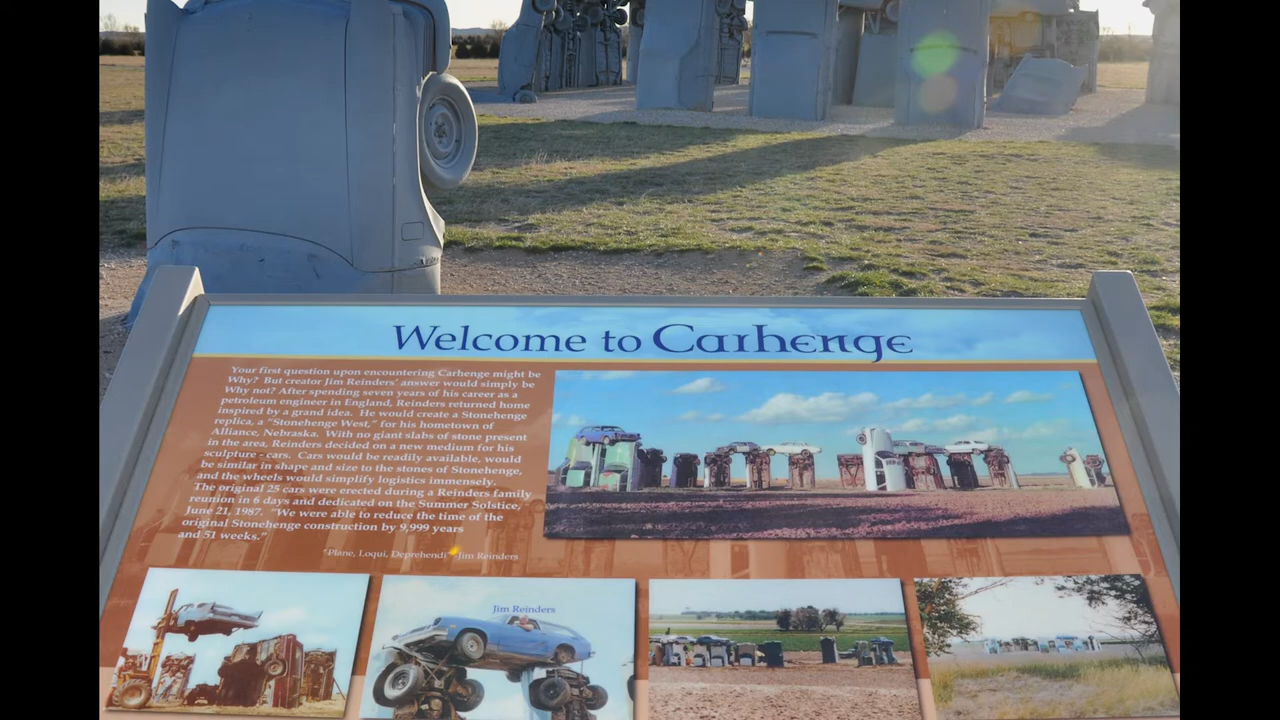 Welcome to Carhenge
Your first question upon encountering Carhenge might be
Why? But creator Jim Reinders' answer would simply be
Why not? After spending seven years of his career as a
petroleum engineer in England, Reinders returned home
inspired by a grand idea. He would create a Stonehenge
replica, a "Stonehenge West," for his hometown of
Alliance, Nebraska. With no giant slabs of stone present
in the area, Reinders decided on a new medium for his
sculpture - cars. Cars would be readily available, would
be similar in shape and size to the stones of Stonehenge,
and the wheels would simplify logistics immensely.
The original 25 cars were erected during a Reinders family
reunion in 6 days and dedicated on the Summer Solstice,
June 21, 1987. "We were able to reduce the time of the
original Stonehenge construction by 9,999 years
and 51 weeks."
"Plane, Loqui, Deprehendi" -Jim Reinders
Jim Reinders